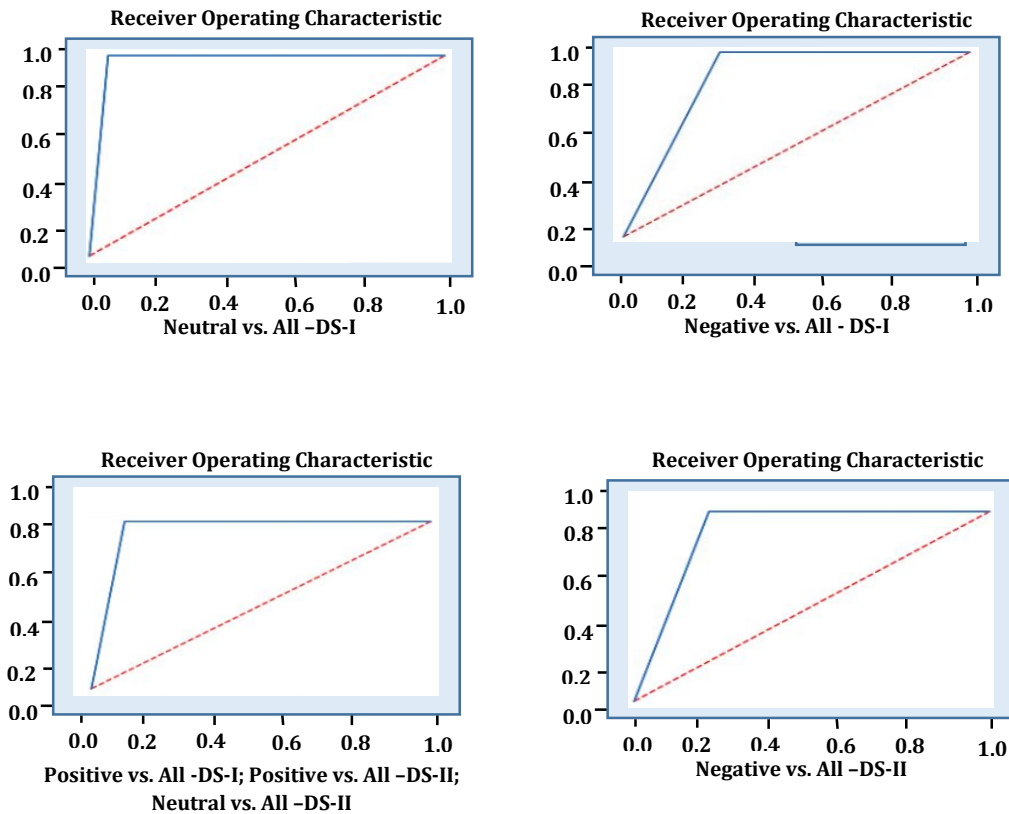 Receiver Operating Characteristic
1.0
0.8
0.6
0.4
0.2
0.0
0.0 0.2 0.4 0.6 0.8 1.0
Neutral vs. All –DS-I
Receiver Operating Characteristic
1.0
0.8
0.6
0.4
0.2
0.0
0.0 0.2 0.4 0.6 0.8 1.0
Negative vs. All - DS-I
Receiver Operating Characteristic
1.0
0.8
0.6
0.4
0.2
0.0
0.0 0.2 0.4 0.6 0.8 1.0
Positive vs. All -DS-I; Positive vs. All –DS-II;
Neutral vs. All –DS-II
Receiver Operating Characteristic
1.0
0.8
0.6
0.4
0.2
0.0
0.0 0.2 0.4 0.6 0.8 1.0
Negative vs. All –DS-II